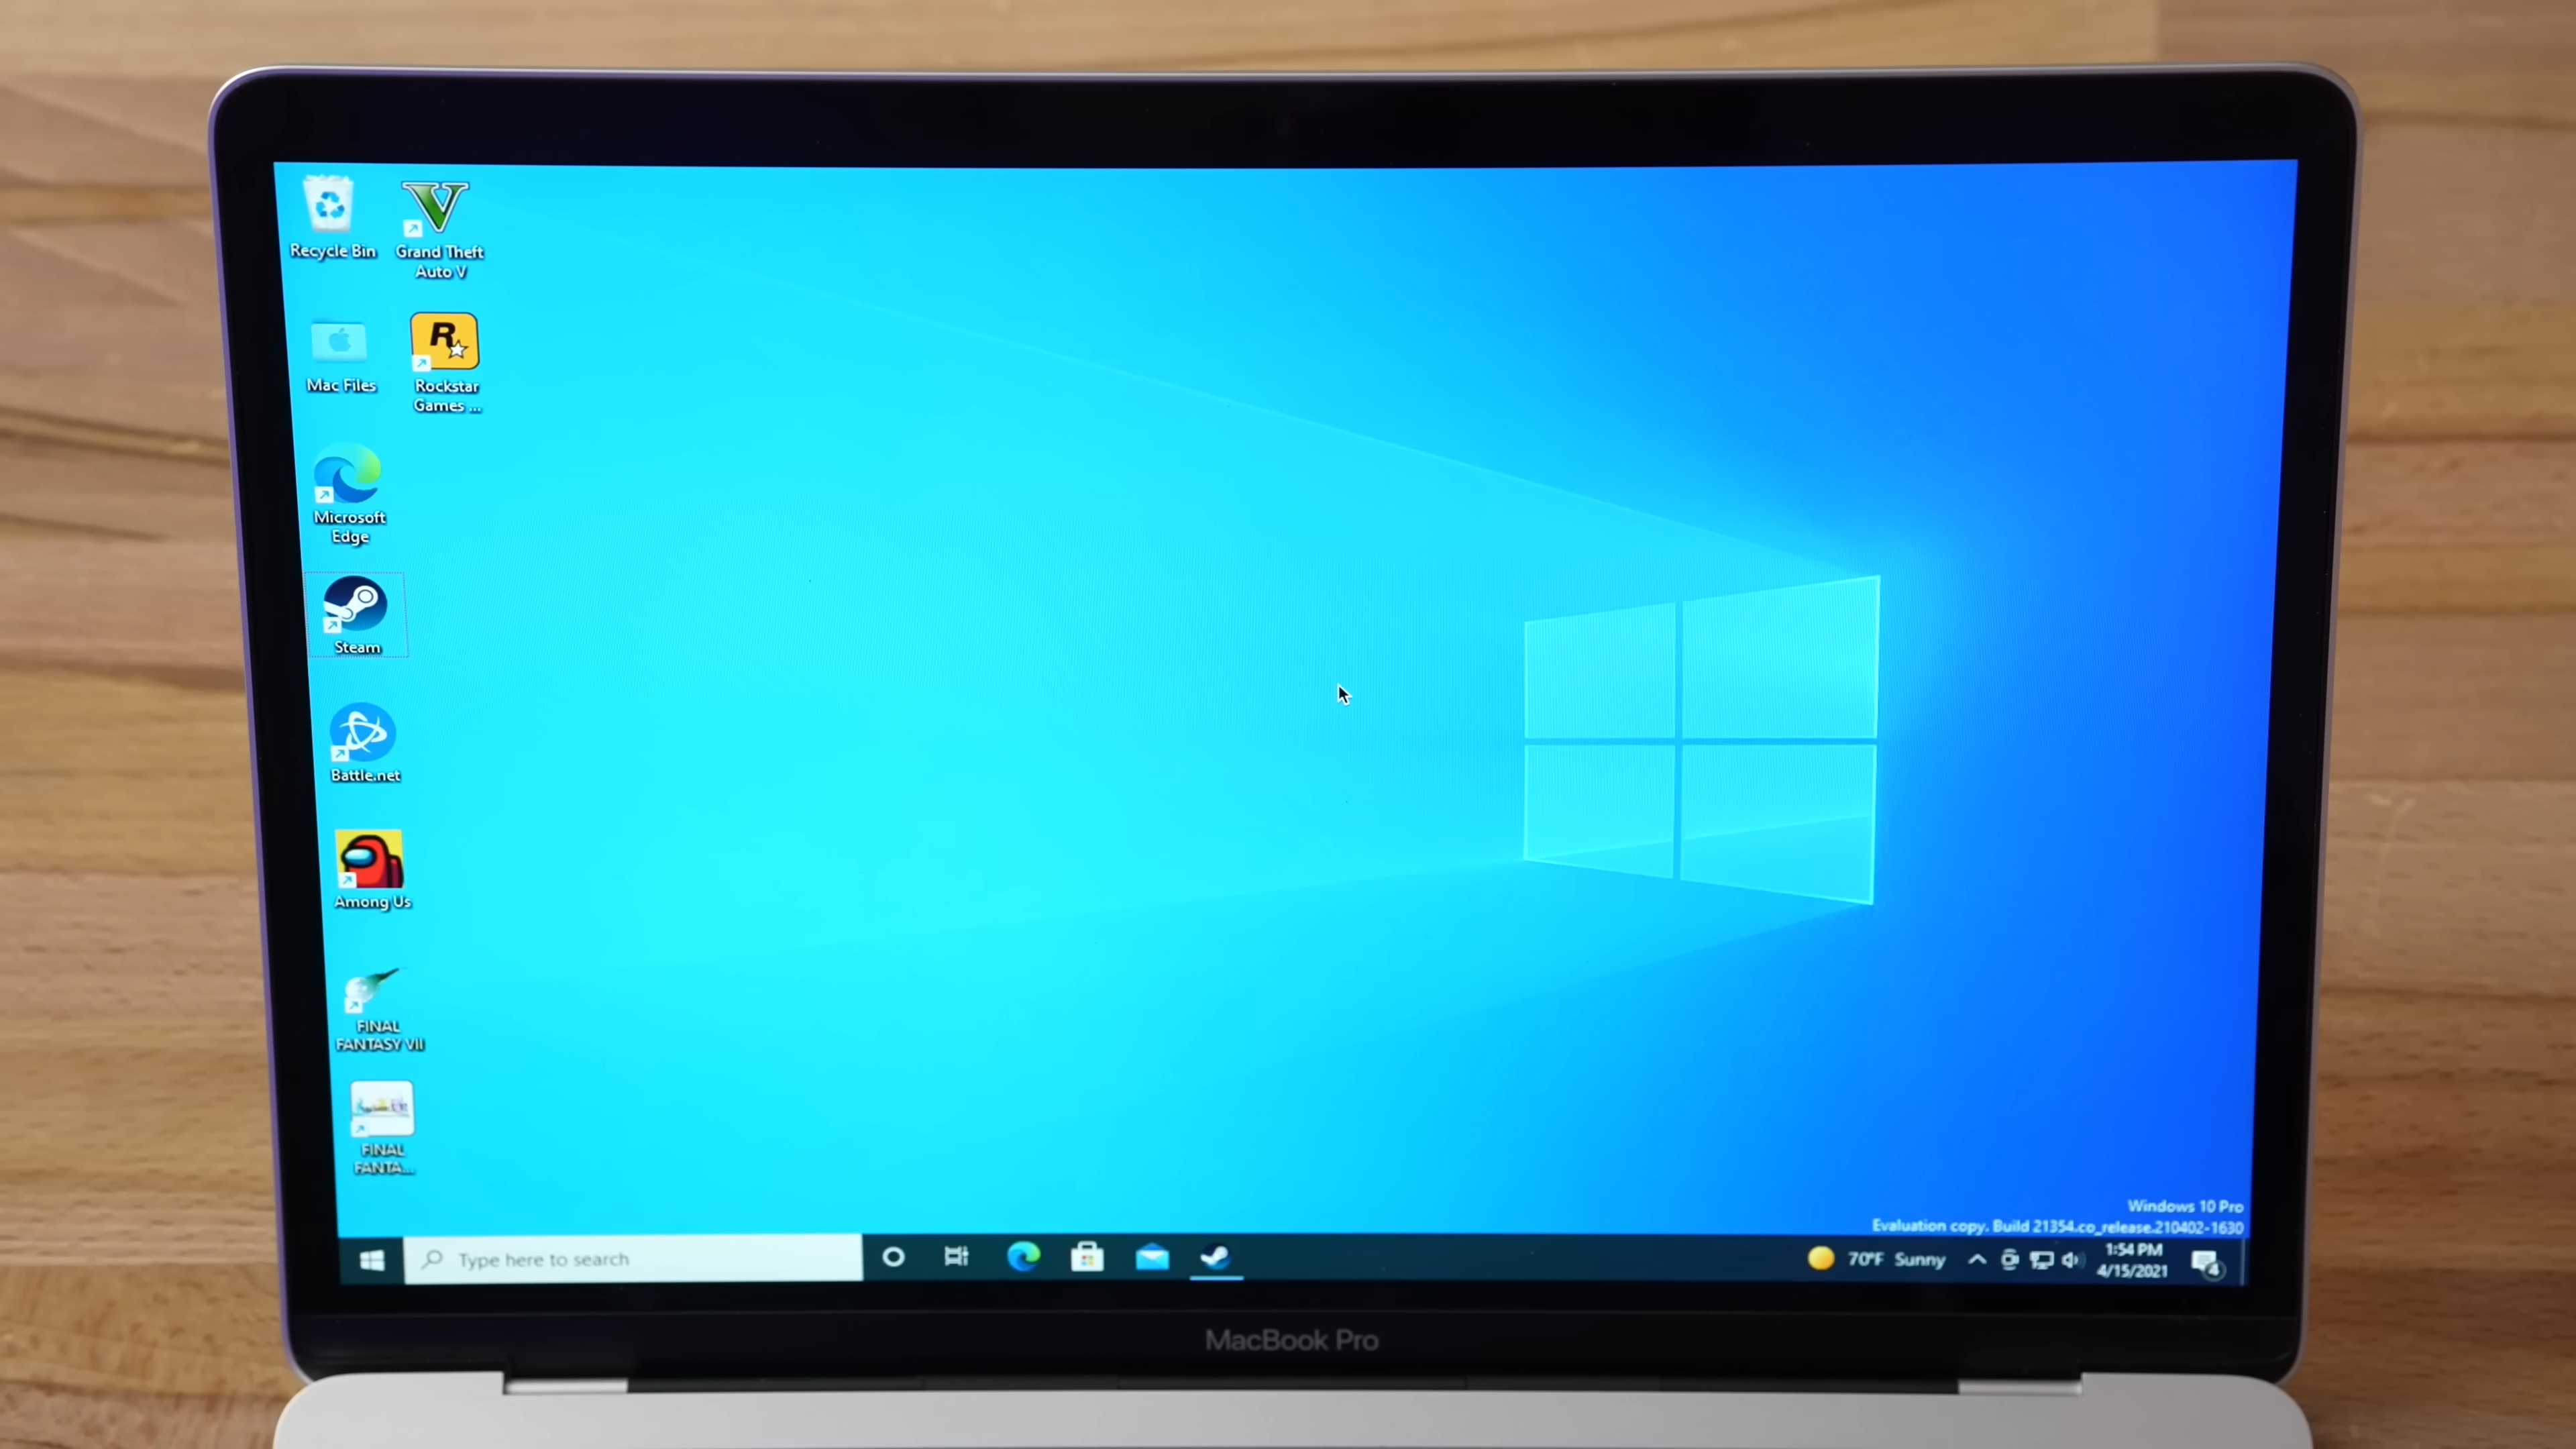 Recycle Bin
Grand Theft
Auto V
Mac Files
R
Rockstar
Games ...
Microsoft
Edge
Steam
Battle.net
Among Us
FINAL
FANTASY VII
FINAL
FANTA...
Windows 10 Pro
Evaluation copy. Build 21354.co_release.210402-1630
Type here to search
70°F Sunny
1:54 PM
4/15/2021
4
MacBook Pro